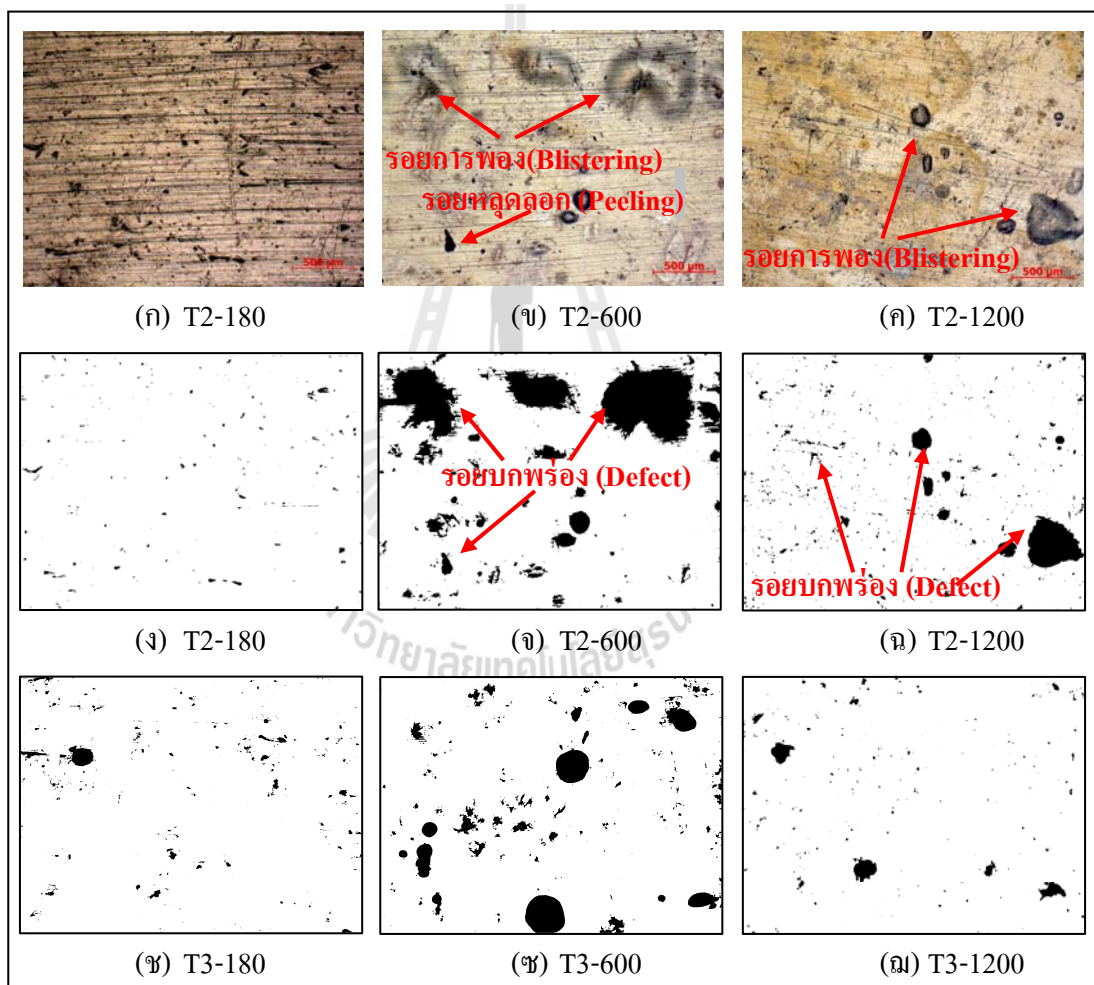 500 µm
รอยการพอง(Blistering)
รอยหลุดลอก (Peeling)
500 µm
รอยการพอง(Blistering)
500 µm
(ก) T2-180
(ข) T2-600
(ค) T2-1200
รอยบกพร่อง (Defect)
รอยบกพร่อง (Defect)
(ง) T2-180
(จ) T2-600
(ฉ) T2-1200
(ช) T3-180
(ซ) T3-600
(ฌ) T3-1200